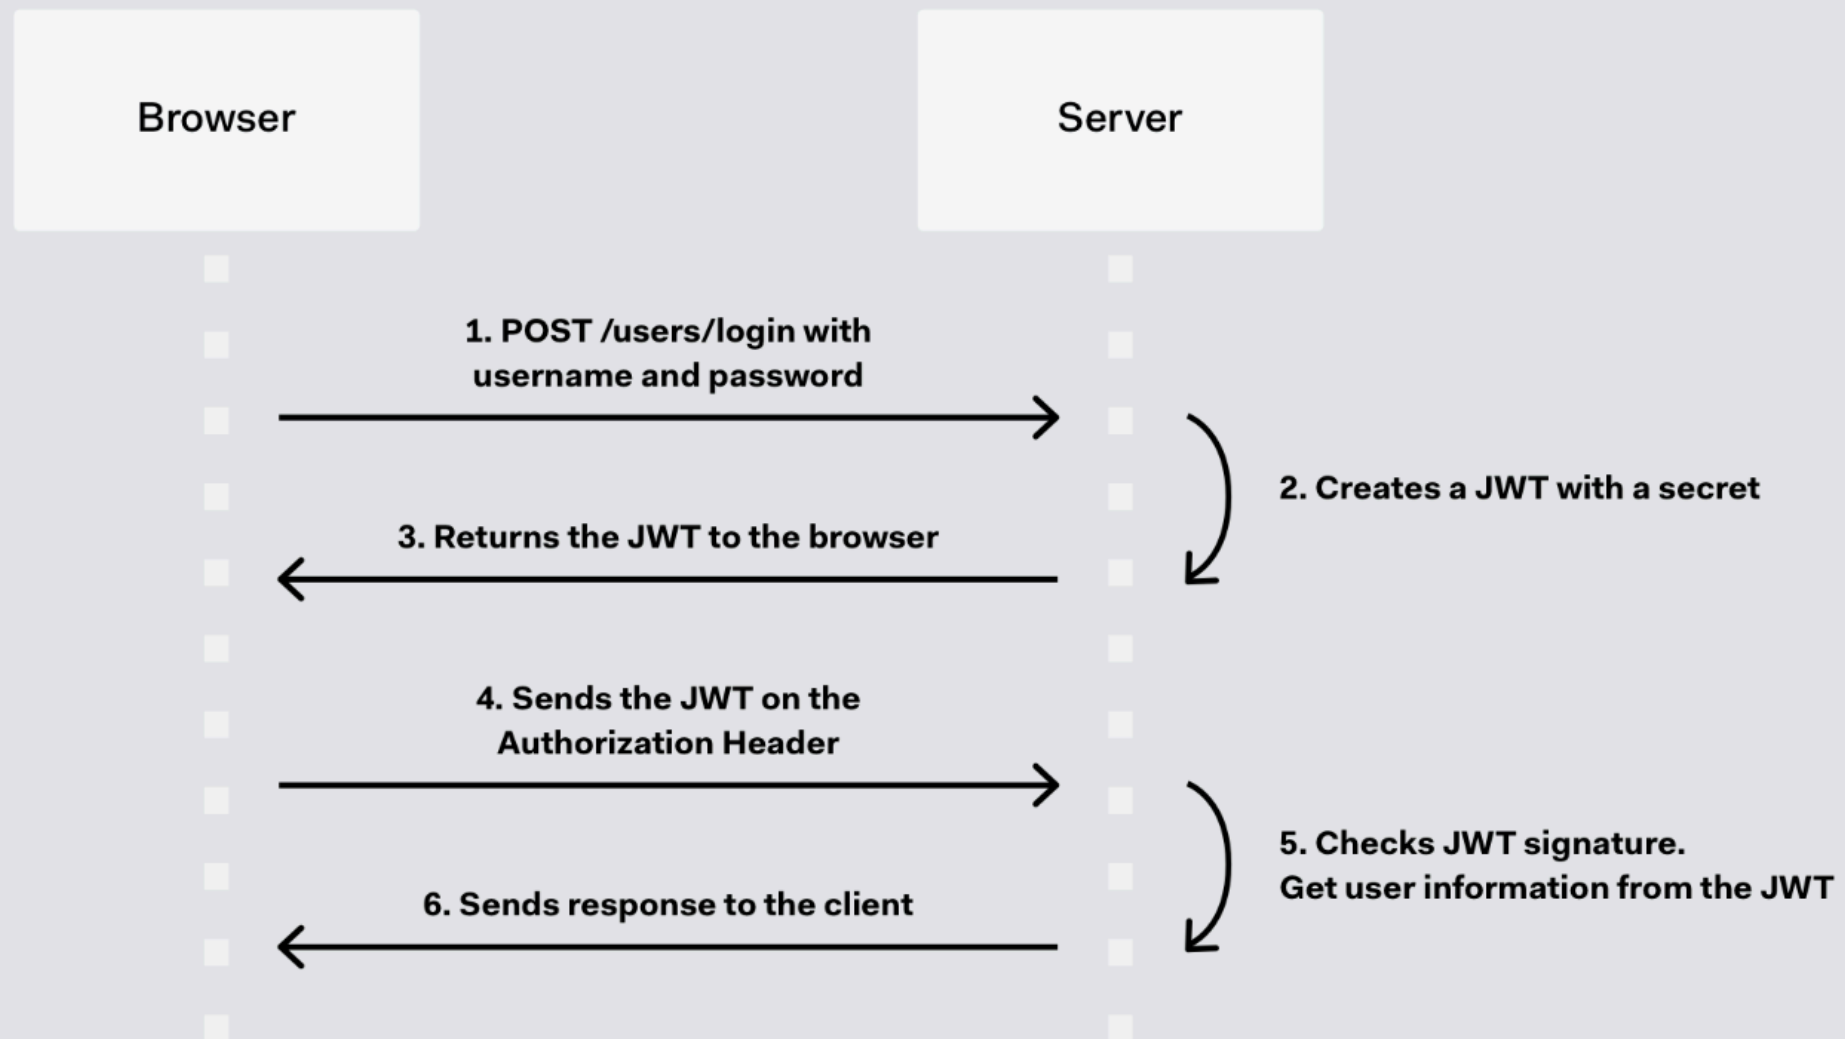 Browser
Server
1. POST /users/login with
username and password
2. Creates a JWT with a secret
3. Returns the JWT to the browser
4. Sends the JWT on the
Authorization Header
5. Checks JWT signature.
Get user information from the JWT
6. Sends response to the client